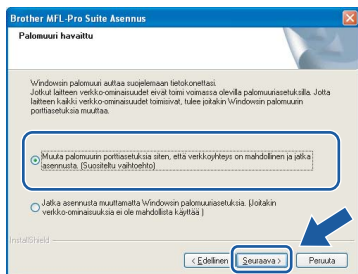 Brother MFL-Pro Suite Asennus
Palomuuri havaittu
Windowsin palomuuri auttaa suojelemaan tietokonettasi.
Jotkut laitteen verkko-ominaisuudet eivät toimi voimassa olevilla palomuuriasetuksilla. Jotta
laitteen kaikki verkko-ominaisuudet toimisivat, tulee joitakin Windowsin palomuurin
porttiasetuksia muuttaa.
Muuta palomuurin porttiasetuksia siten, että verkkoyhteys on mahdollinen ja jatka
asennusta. (Suositeltu vaihtoehto)
Jatka asennusta muuttamatta Windowsin palomuuriasetuksia. (Joitakin
verkko-ominaisuuksia ei ole mahdollista käyttää )
InstallShield
< Edellinen
Seuraava >
Peruuta